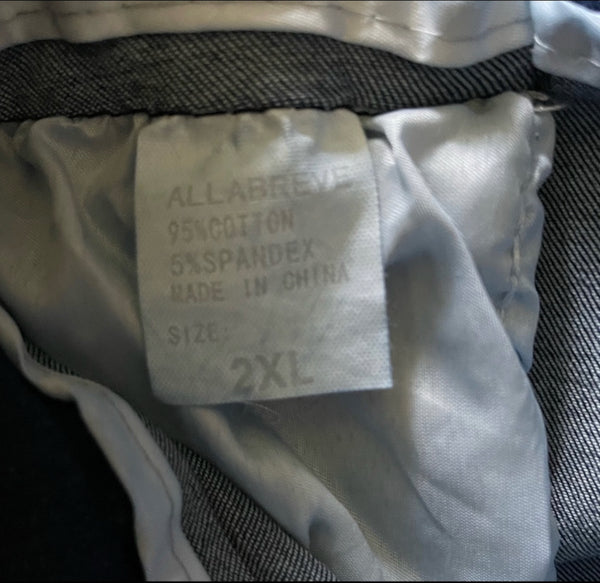 ALLABREVE
95%COTTON
5%SPANDEX
MADE IN CHINA
SIZE:
2XL